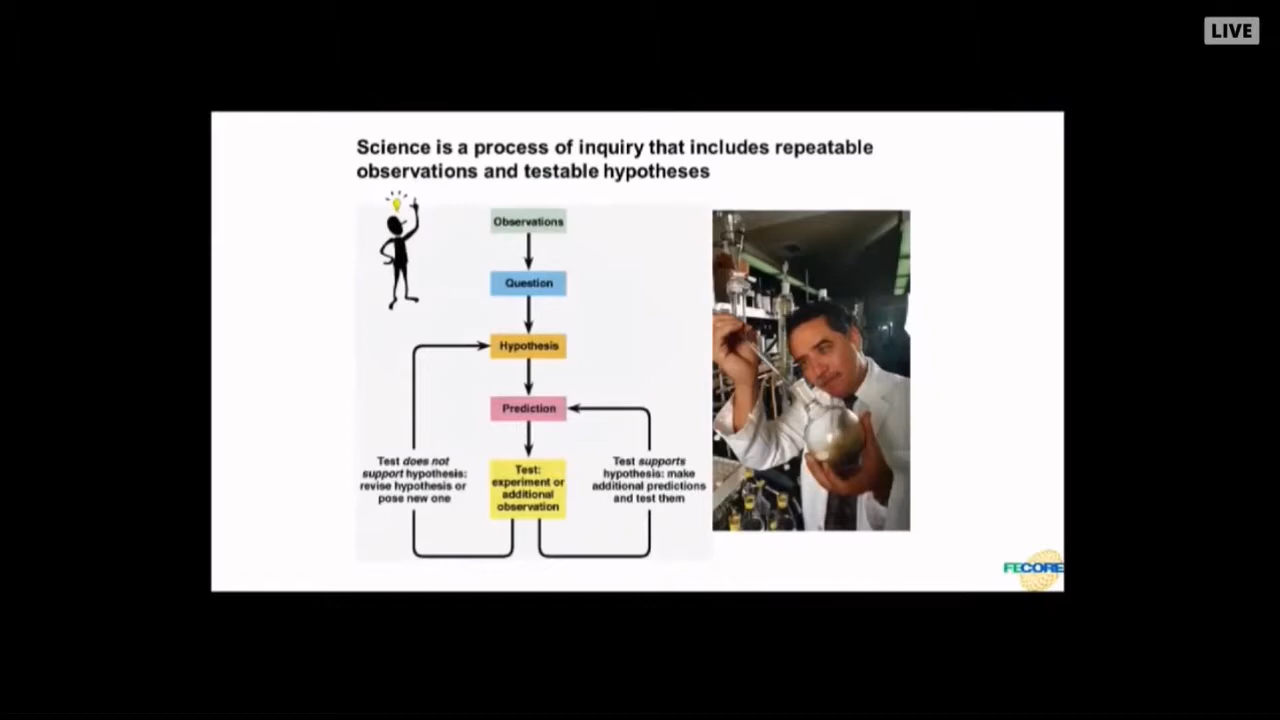 LIVE
Science is a process of inquiry that includes repeatable
observations and testable hypotheses
Observations
Question
Hypothesis
Prediction
Test does not
support hypothesis:
revise hypothesis or
pose new one
Test:
experiment or
additional
observation
Test supports
hypothesis: make
additional predictions
and test them
FECORE